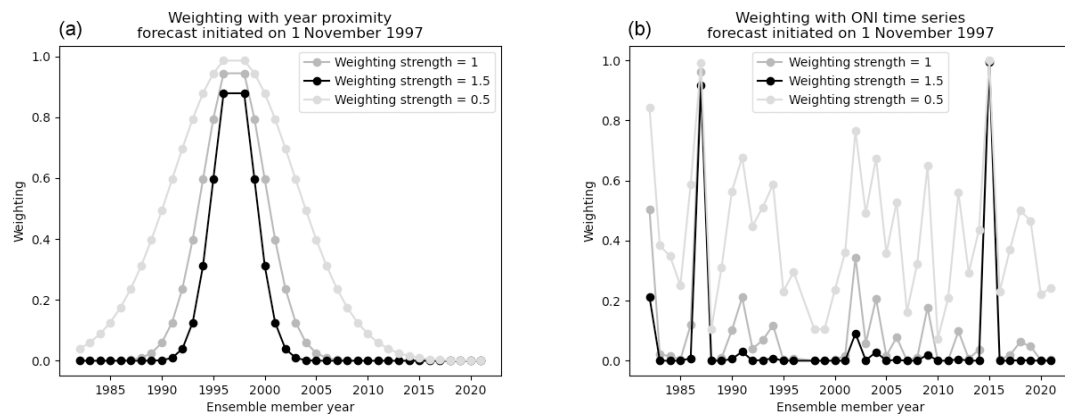 (a)
Weighting with year proximity
forecast initiated on 1 November 1997
Weighting strength = 1
Weighting strength = 1.5
Weighting strength = 0.5
1.0
0.8
0.6
0.4
0.2
0.0
Weighting
1985
1990
1995
2000
2005
2010
2015
2020
Ensemble member year
(b)
Weighting with ONI time series
forecast initiated on 1 November 1997
Weighting strength = 1
Weighting strength = 1.5
Weighting strength = 0.5
1.0
0.8
0.6
0.4
0.2
0.0
Weighting
1985
1990
1995
2000
2005
2010
2015
2020
Ensemble member year